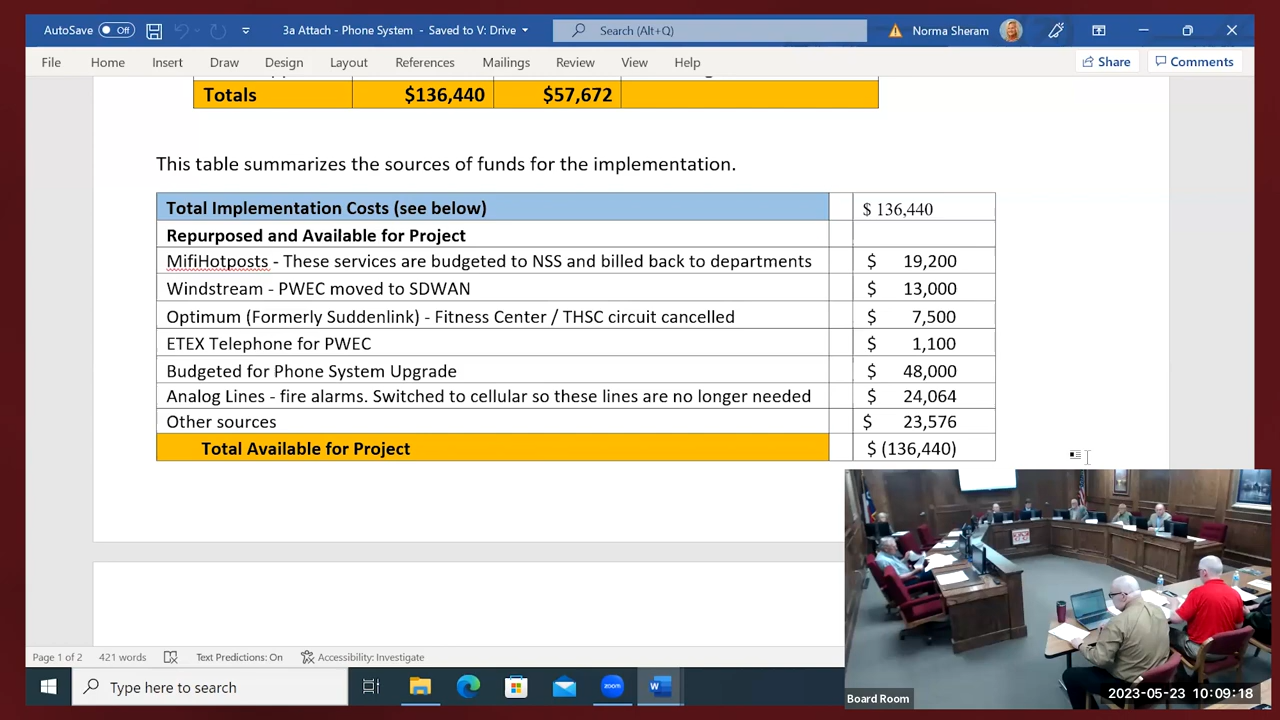 AutoSave Off 3a Attach - Phone System - Saved to V: Drive Search (Alt+Q) Norma Sheram
File Home Insert Draw Design Layout References Mailings Review View Help Share Comments
Totals $136,440 $57,672
This table summarizes the sources of funds for the implementation.
Total Implementation Costs (see below) $ 136,440
Repurposed and Available for Project
MifiHotposts - These services are budgeted to NSS and billed back to departments $ 19,200
Windstream - PWEC moved to SDWAN $ 13,000
Optimum (Formerly Suddenlink) - Fitness Center / THSC circuit cancelled $ 7,500
ETEX Telephone for PWEC $ 1,100
Budgeted for Phone System Upgrade $ 48,000
Analog Lines - fire alarms. Switched to cellular so these lines are no longer needed $ 24,064
Other sources $ 23,576
Total Available for Project $ (136,440)
Page 1 of 2 421 words Text Predictions: On Accessibility: Investigate
Type here to search
Board Room 2023-05-23 10:09:18